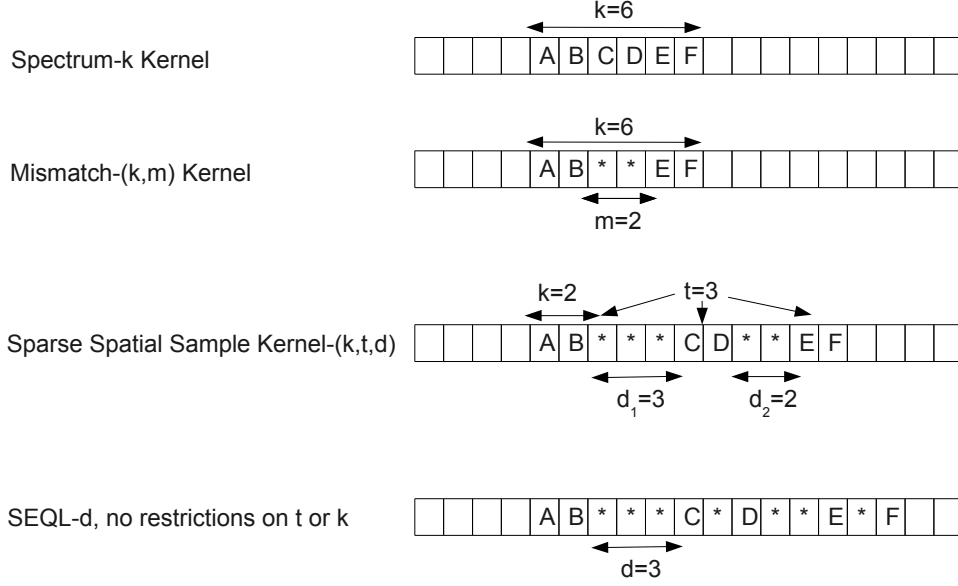 k=6
Spectrum-k Kernel A B C D E F
k=6
Mismatch-(k,m) Kernel A B * * E F
m=2
k=2 t=3
Sparse Spatial Sample Kernel-(k,t,d) A B * * * C D * * E F
d₁=3 d₂=2
SEQL-d, no restrictions on t or k A B * * * C * D * * E * F
d=3